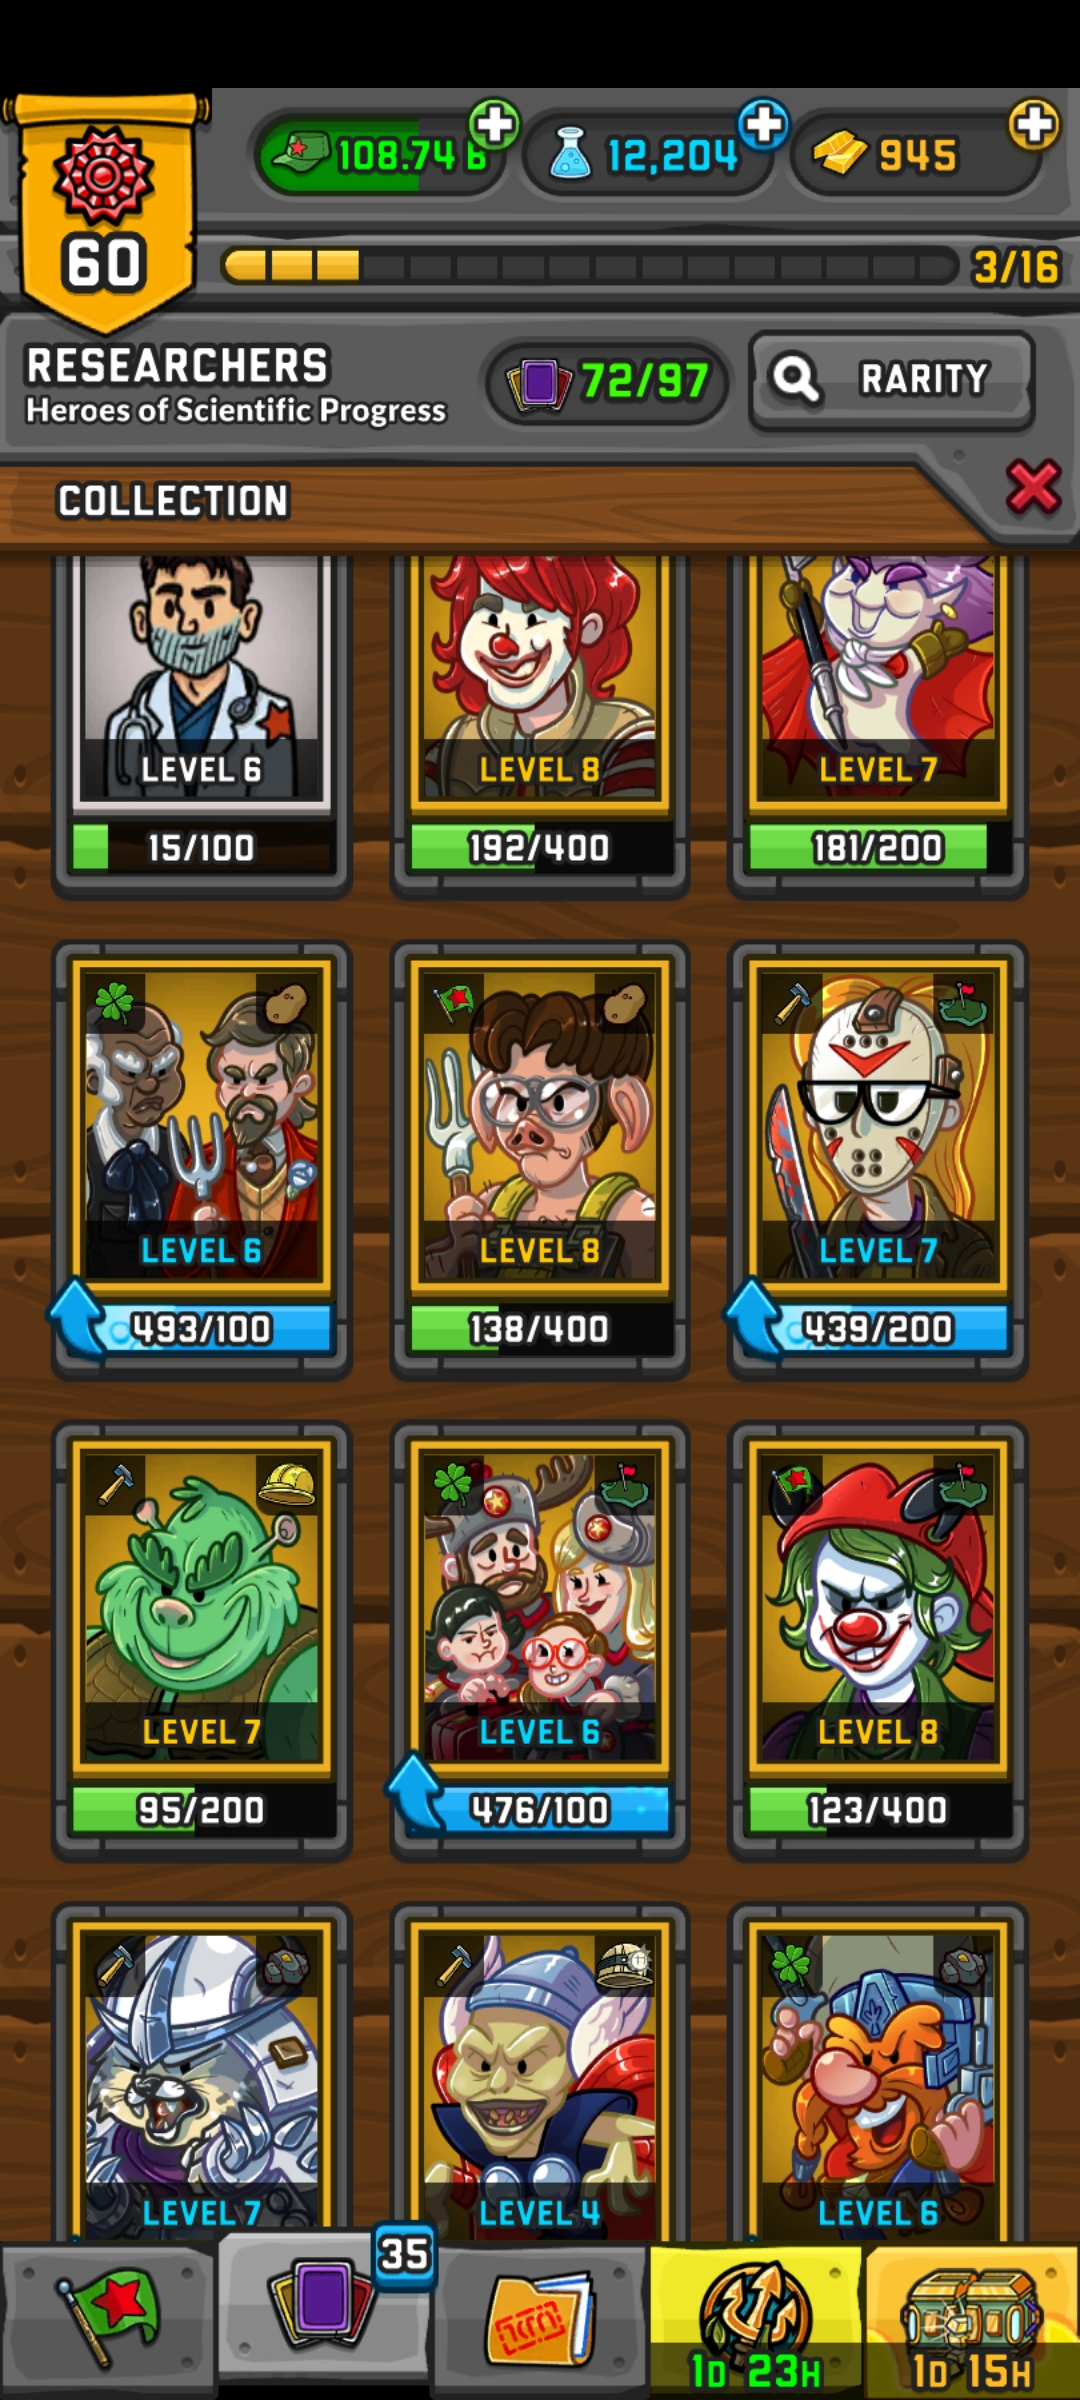 108.74 B
12,204
945
60
3/16
RESEARCHERS
Heroes of Scientific Progress
72/97
RARITY
COLLECTION
LEVEL 6
LEVEL 8
LEVEL 7
15/100
192/400
181/200
LEVEL 6
LEVEL 8
LEVEL 7
493/100
138/400
439/200
LEVEL 7
LEVEL 6
LEVEL 8
95/200
476/100
123/400
LEVEL 7
LEVEL 4
LEVEL 6
35
1D 23H
1D 15H